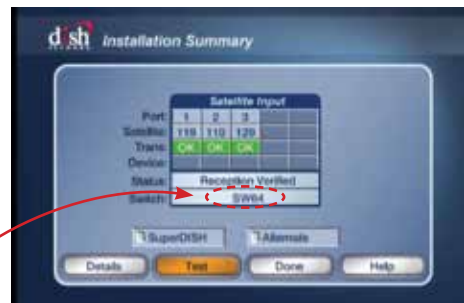 dish Installation Summary
NETWORK
Satellite Input
Port: 1 2 3
Satellite: 119 110 129
Trans: OK OK OK
Device:
Status: Reception Verified
Switch: SW64
SuperDISH Alternate
Details Test Done Help